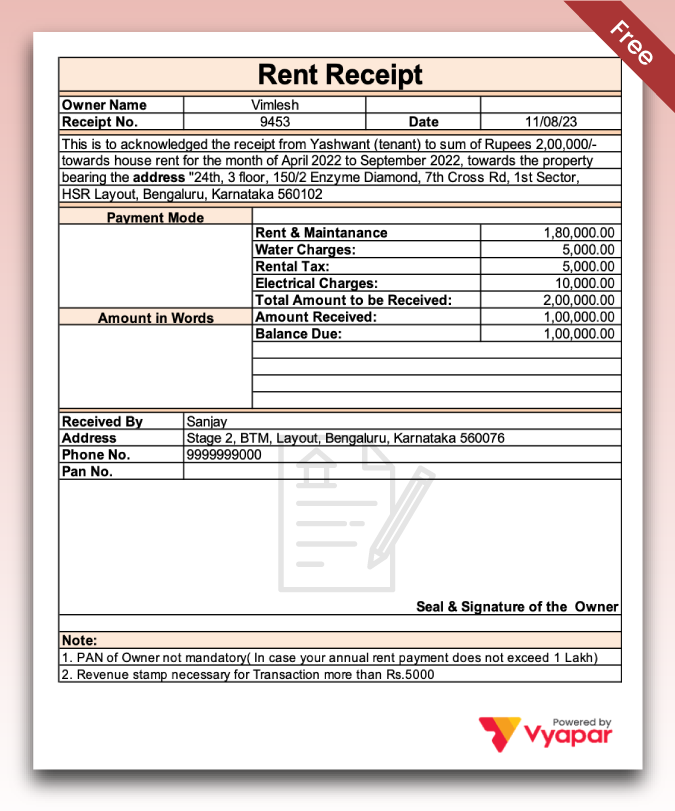 Free
Rent Receipt
Owner Name Vimlesh
Receipt No. 9453 Date 11/08/23
This is to acknowledged the receipt from Yashwant (tenant) to sum of Rupees 2,00,000/-
towards house rent for the month of April 2022 to September 2022, towards the property
bearing the address "24th, 3 floor, 150/2 Enzyme Diamond, 7th Cross Rd, 1st Sector,
HSR Layout, Bengaluru, Karnataka 560102
Payment Mode
Rent & Maintanance 1,80,000.00
Water Charges: 5,000.00
Rental Tax: 5,000.00
Electrical Charges: 10,000.00
Total Amount to be Received: 2,00,000.00
Amount in Words Amount Received: 1,00,000.00
Balance Due: 1,00,000.00
Received By Sanjay
Address Stage 2, BTM, Layout, Bengaluru, Karnataka 560076
Phone No. 9999999000
Pan No.
Seal & Signature of the Owner
Note:
1. PAN of Owner not mandatory( In case your annual rent payment does not exceed 1 Lakh)
2. Revenue stamp necessary for Transaction more than Rs.5000
Powered by
Vyapar